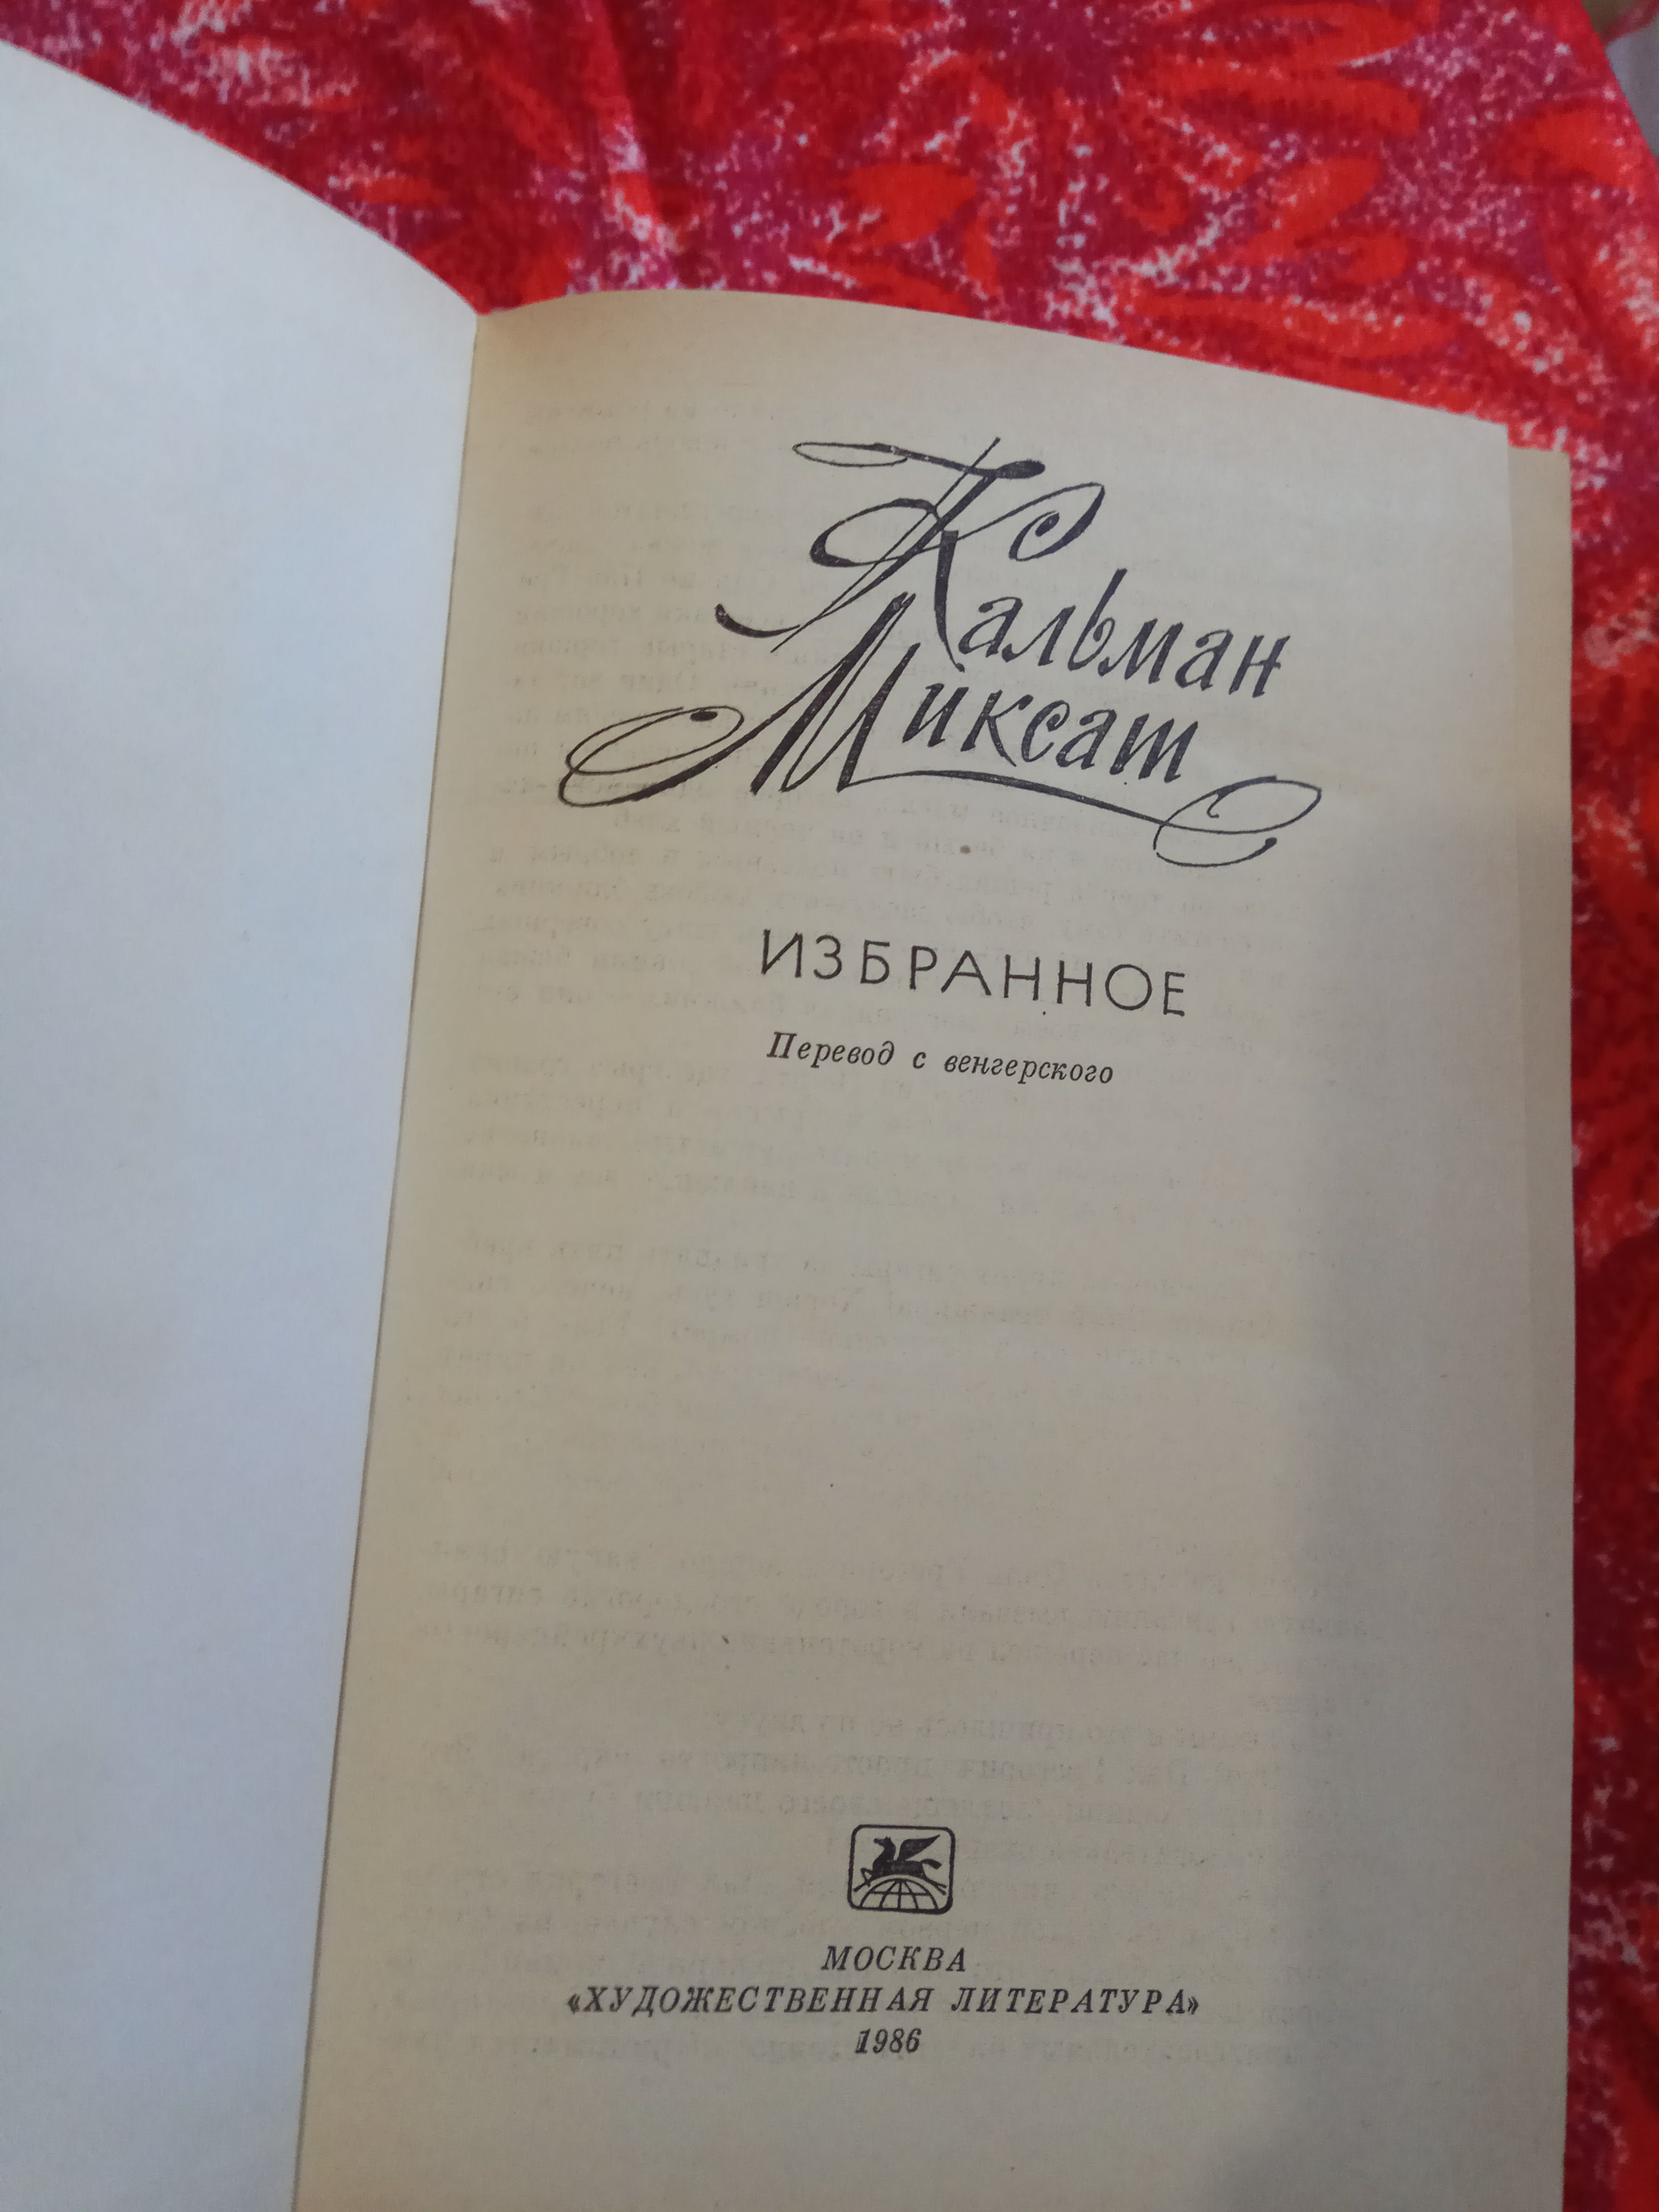 Кальман
Миксат
ИЗБРАННОЕ
Перевод с венгерского
МОСКВА
«ХУДОЖЕСТВЕННАЯ ЛИТЕРАТУРА»
1986